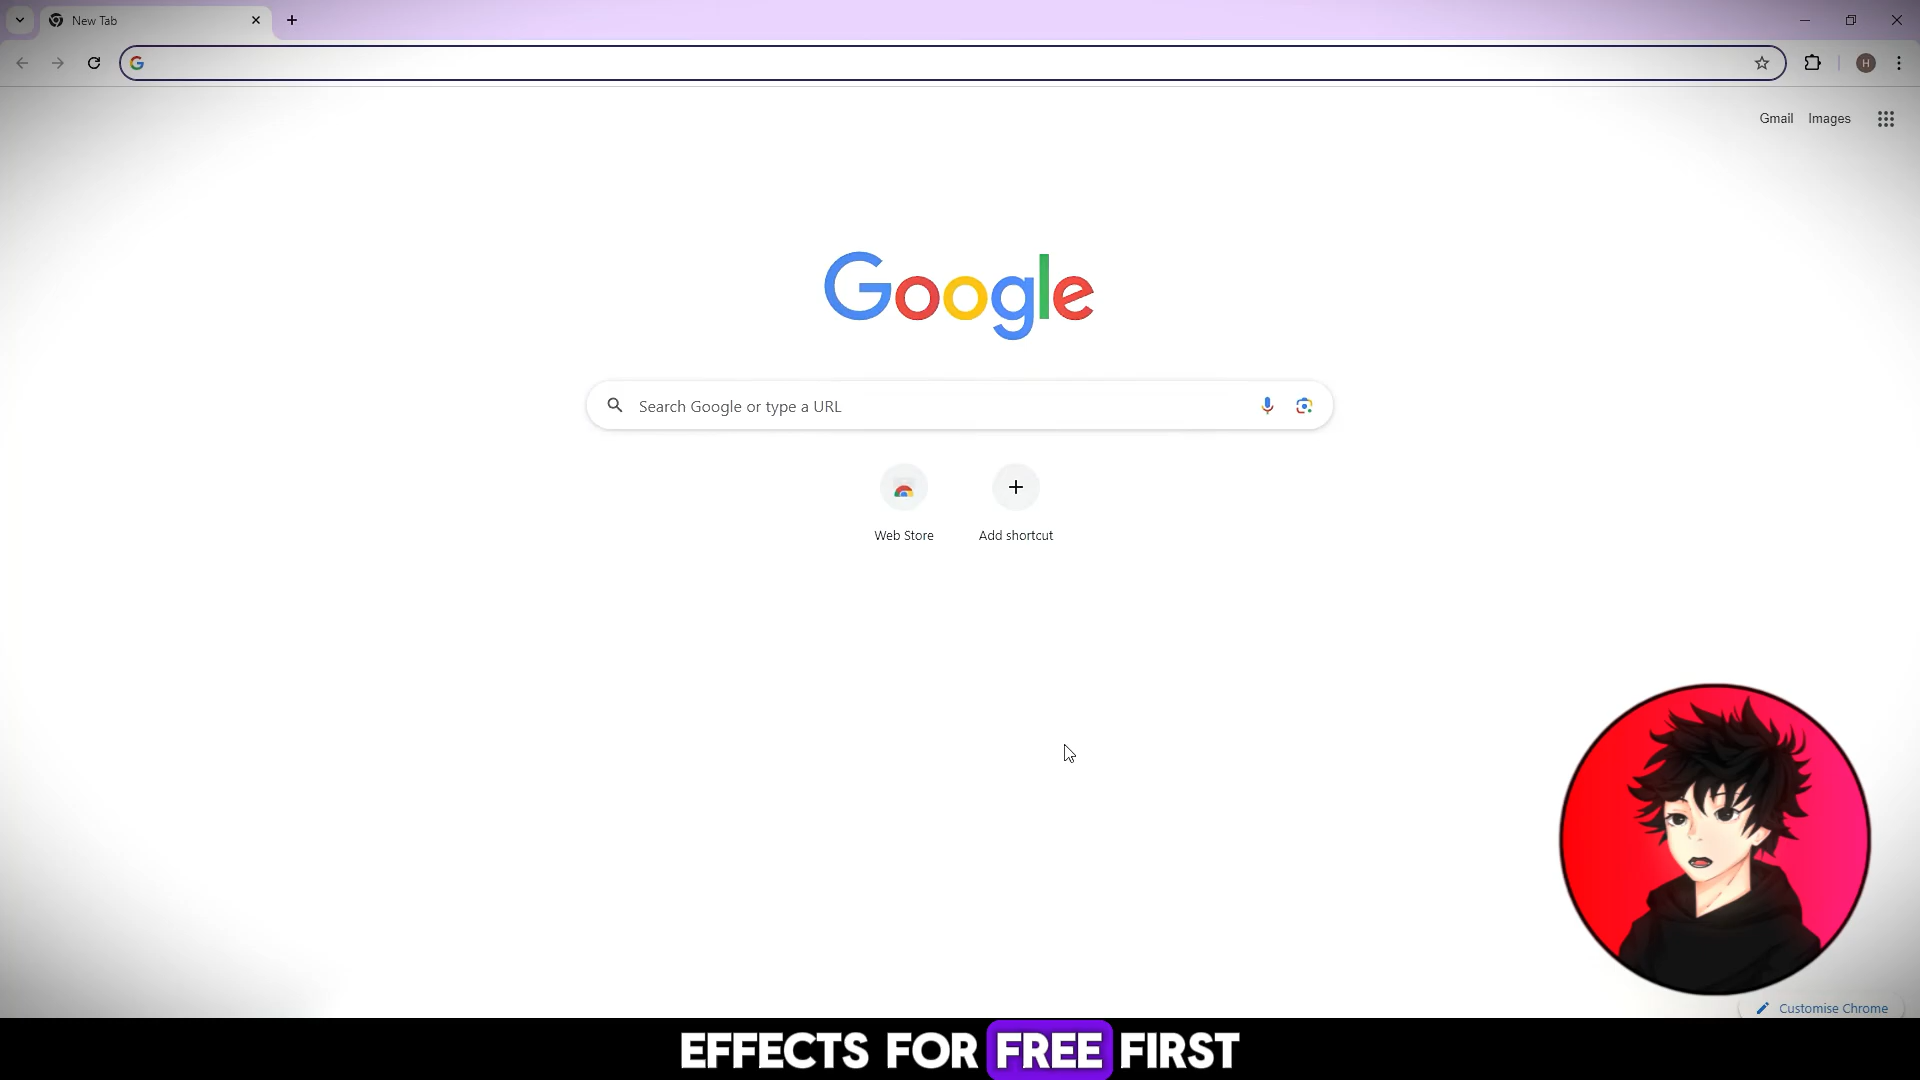 New Tab
H
Gmail Images
Google
Search Google or type a URL
Web Store Add shortcut
Customise Chrome
EFFECTS FOR FREE FIRST